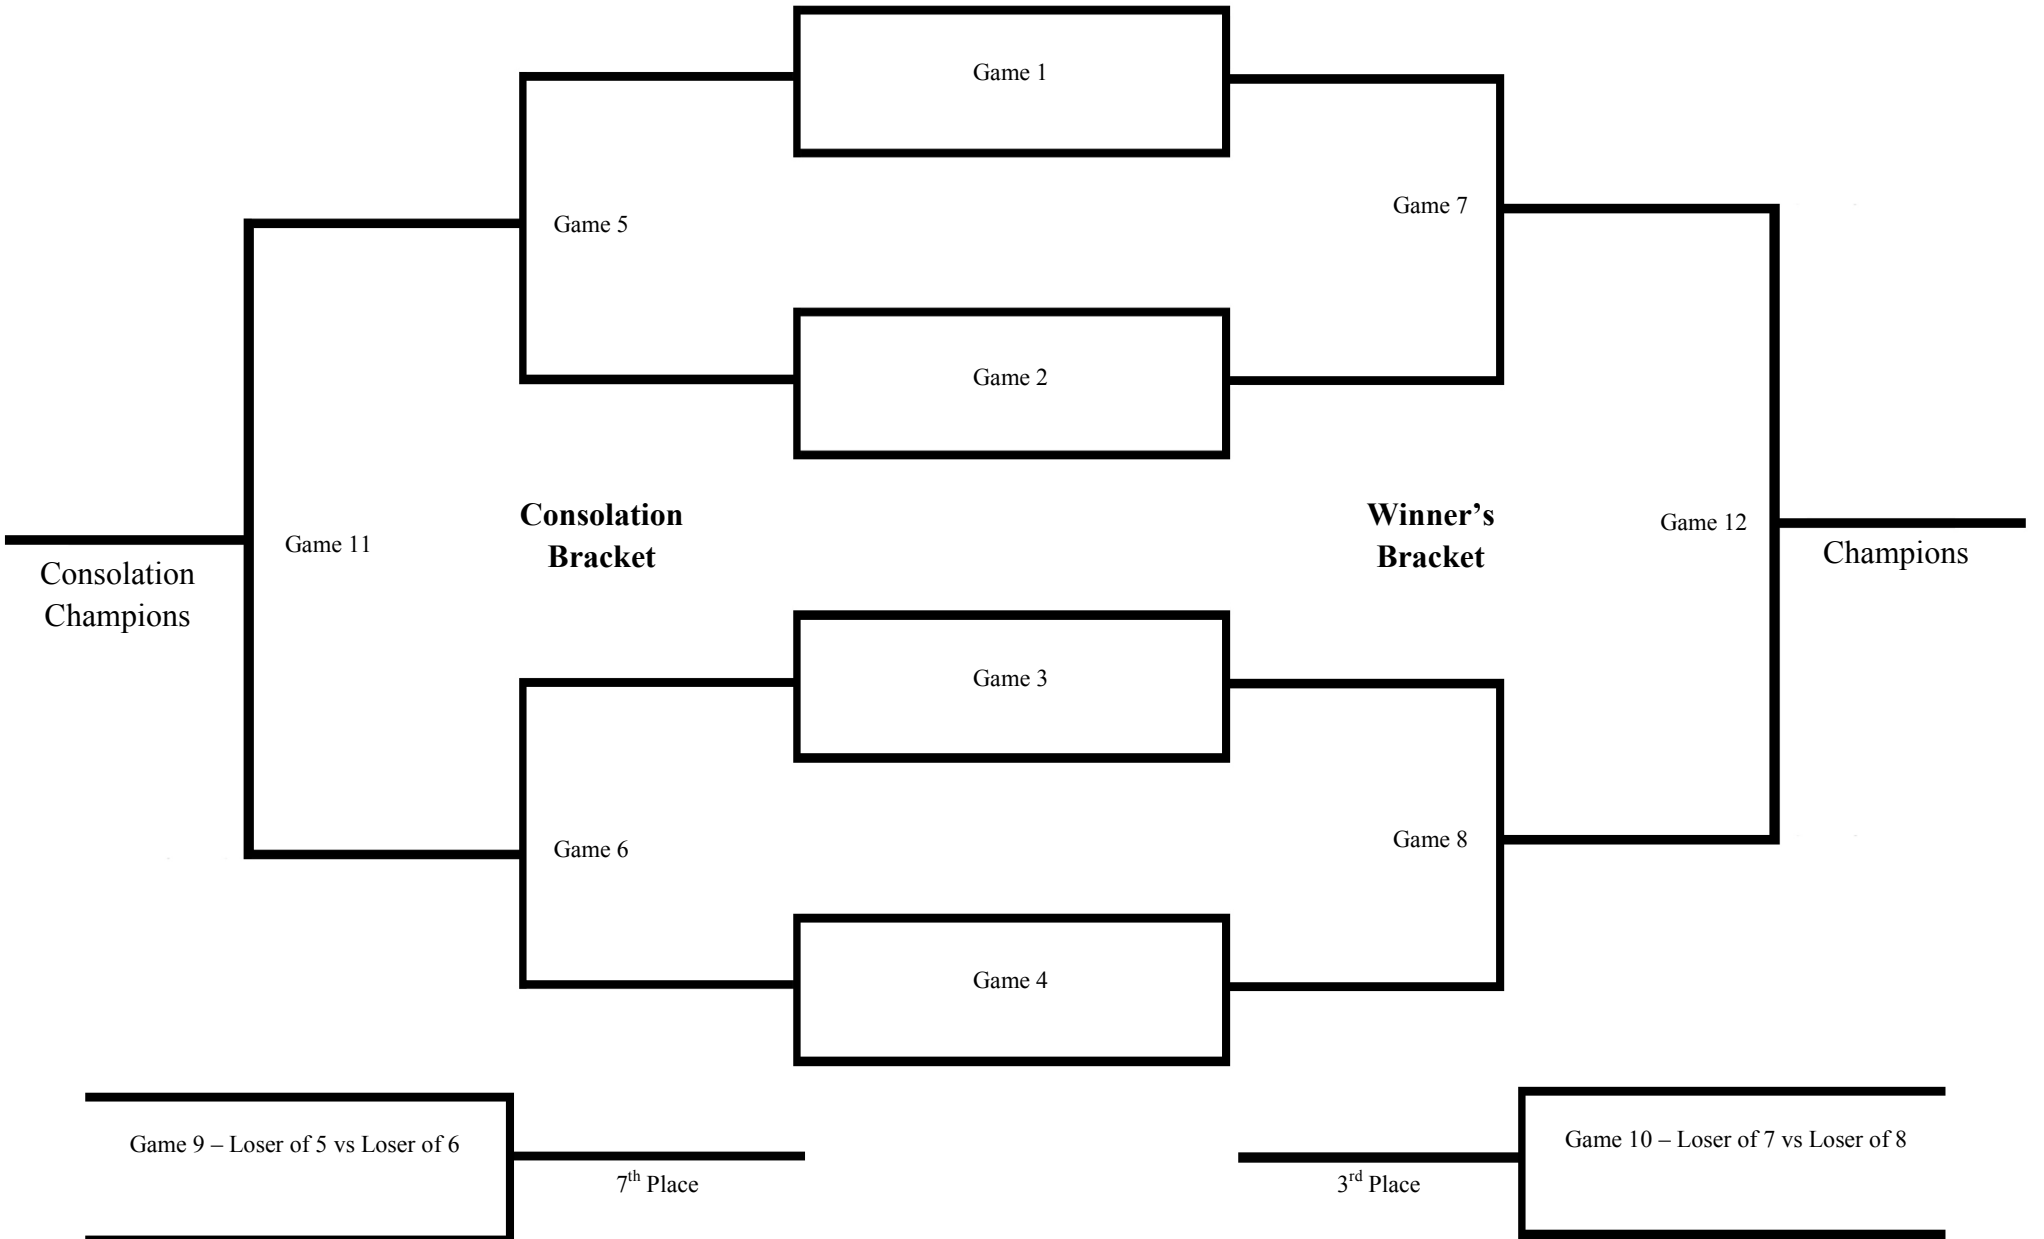 Game 1
Game 5
Game 7
Game 2
Consolation
Bracket
Winner’s
Bracket
Game 11
Game 12
Consolation
Champions
Champions
Game 3
Game 6
Game 8
Game 4
Game 9 – Loser of 5 vs Loser of 6
7th Place
Game 10 – Loser of 7 vs Loser of 8
3rd Place